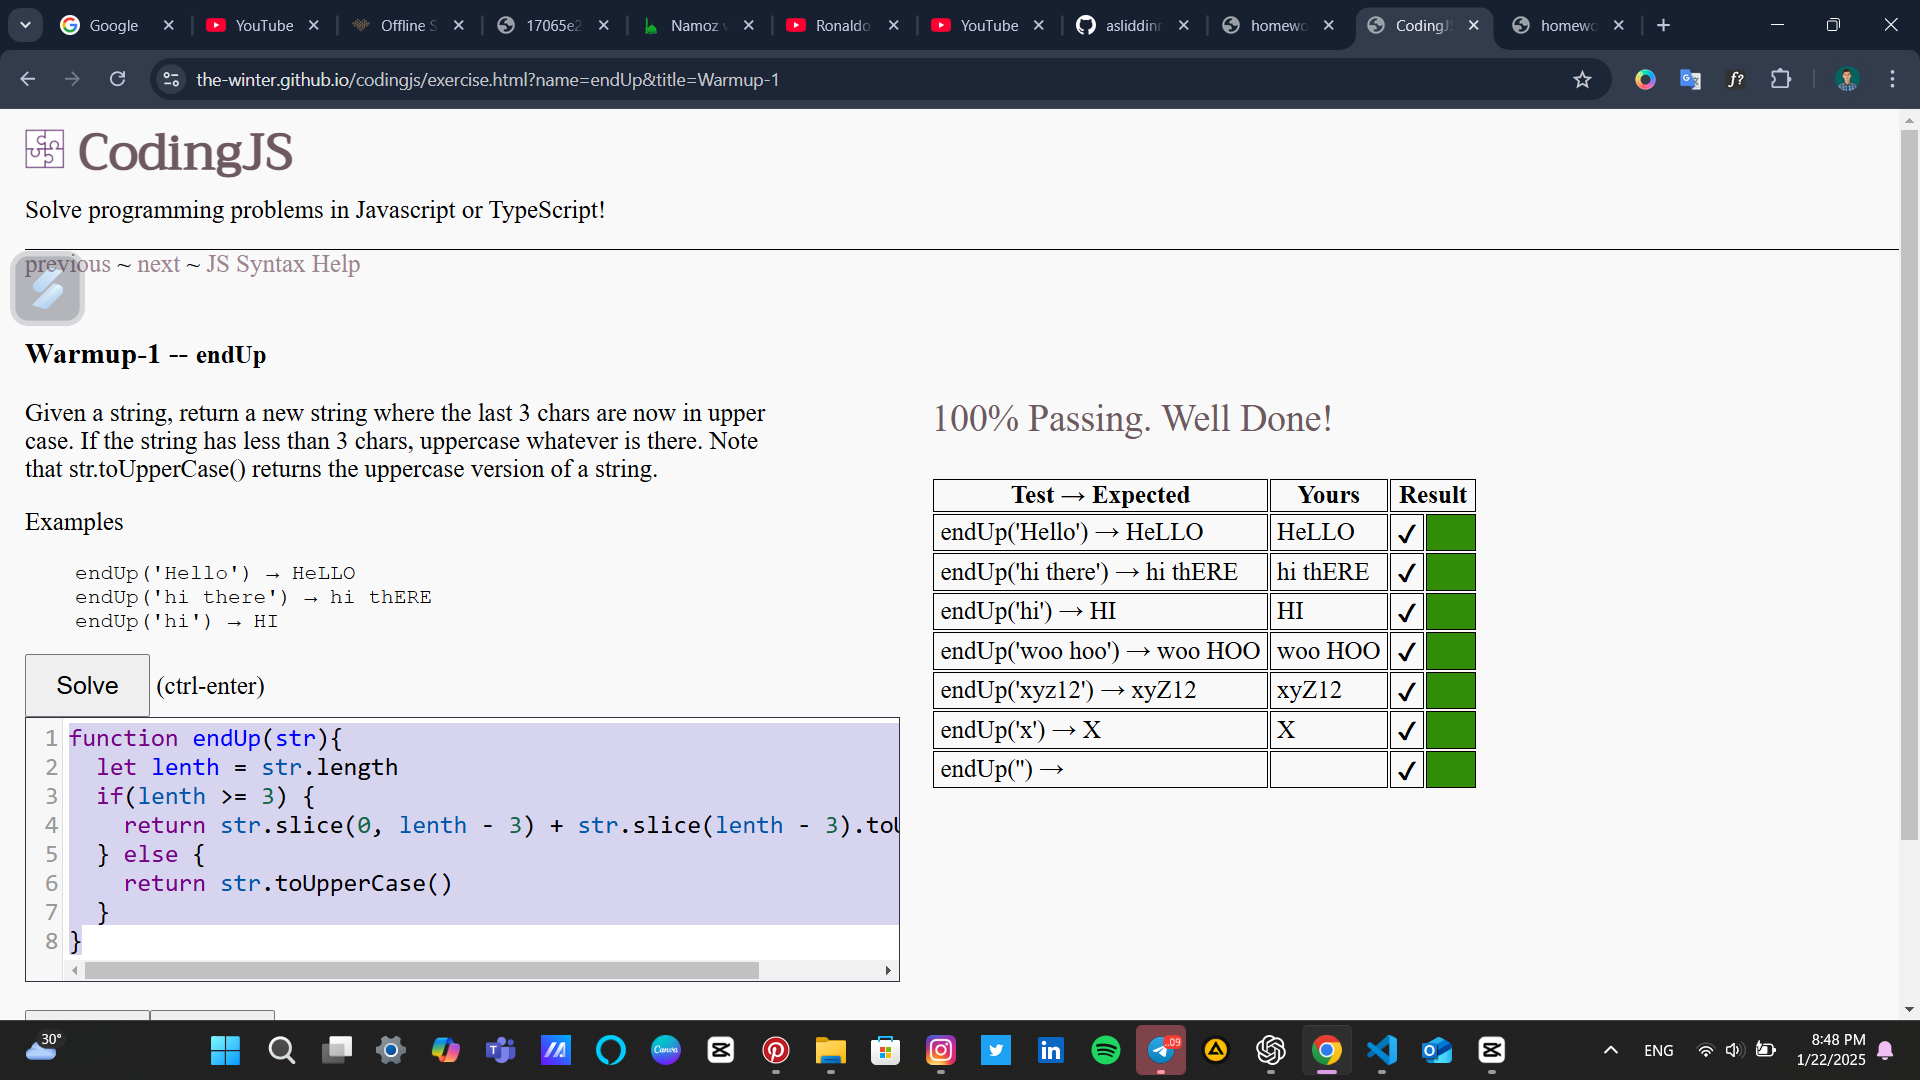 Google
YouTube
Offline S
17065e2
Namoz v
Ronaldo
YouTube
asliddinr
homewo
CodingJS
homewo
the-winter.github.io/codingjs/exercise.html?name=endUp&title=Warmup-1
f?
CodingJS
Solve programming problems in Javascript or TypeScript!
previous ~ next ~ JS Syntax Help
Warmup-1 -- endUp
Given a string, return a new string where the last 3 chars are now in upper
case. If the string has less than 3 chars, uppercase whatever is there. Note
that str.toUpperCase() returns the uppercase version of a string.
Examples
endUp('Hello') → HeLLO
endUp('hi there') → hi thERE
endUp('hi') → HI
Solve (ctrl-enter)
1 function endUp(str){
2 let lenth = str.length
3 if(lenth >= 3) {
4 return str.slice(0, lenth - 3) + str.slice(lenth - 3).toU
5 } else {
6 return str.toUpperCase()
7 }
8 }
100% Passing. Well Done!
Test → Expected Yours Result
endUp('Hello') → HeLLO HeLLO ✔
endUp('hi there') → hi thERE hi thERE ✔
endUp('hi') → HI HI ✔
endUp('woo hoo') → woo HOO woo HOO ✔
endUp('xyz12') → xyZ12 xyZ12 ✔
endUp('x') → X X ✔
endUp('') → ✔
30°
Canva
.09
ENG
8:48 PM
1/22/2025